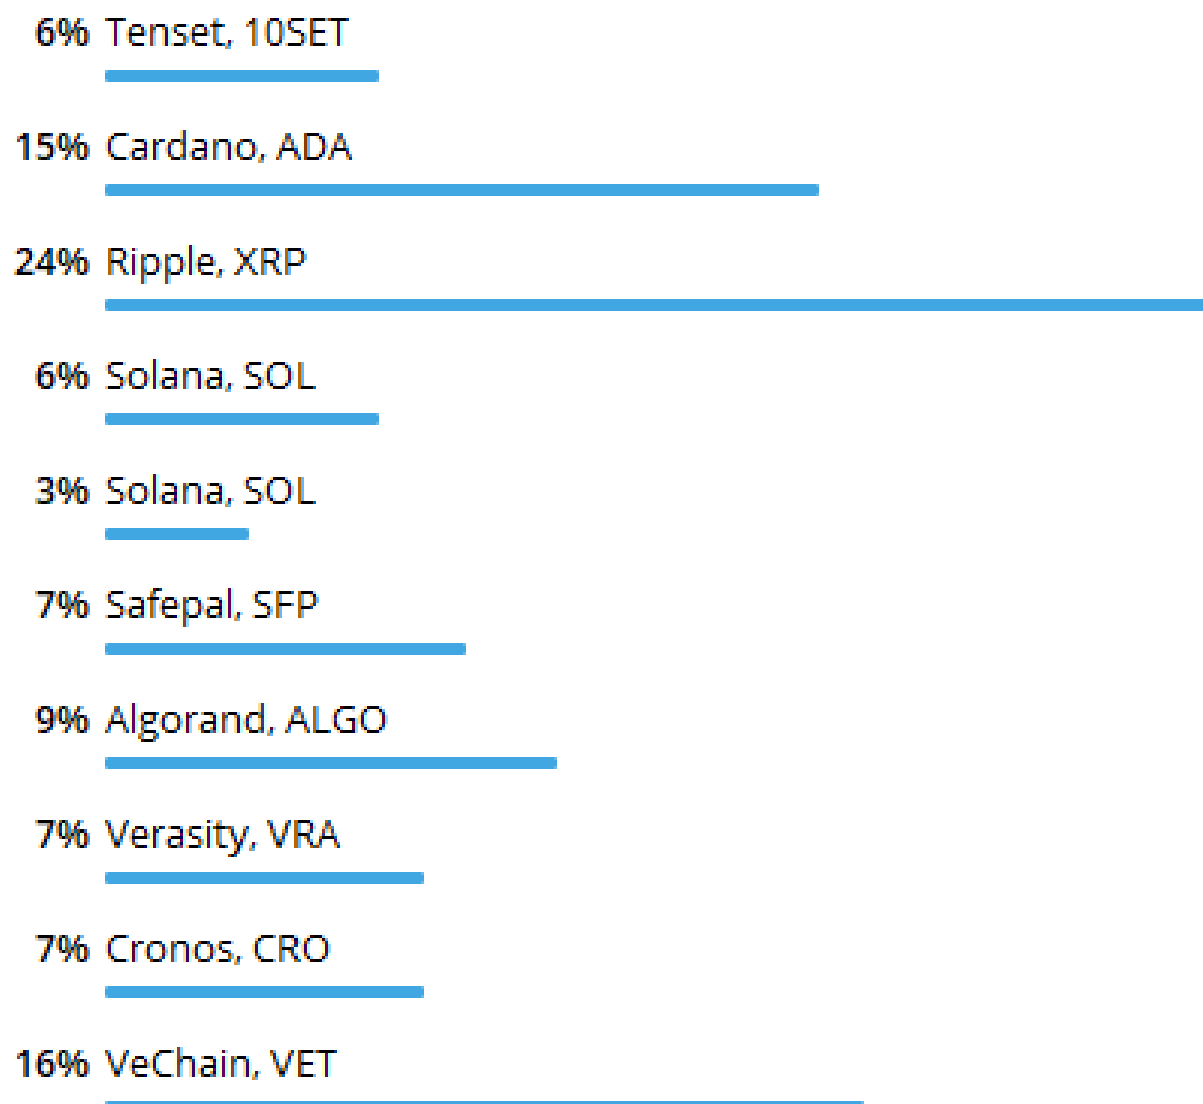 6% Tenset, 10SET
15% Cardano, ADA
24% Ripple, XRP
6% Solana, SOL
3% Solana, SOL
7% Safepal, SFP
9% Algorand, ALGO
7% Verasity, VRA
7% Cronos, CRO
16% VeChain, VET